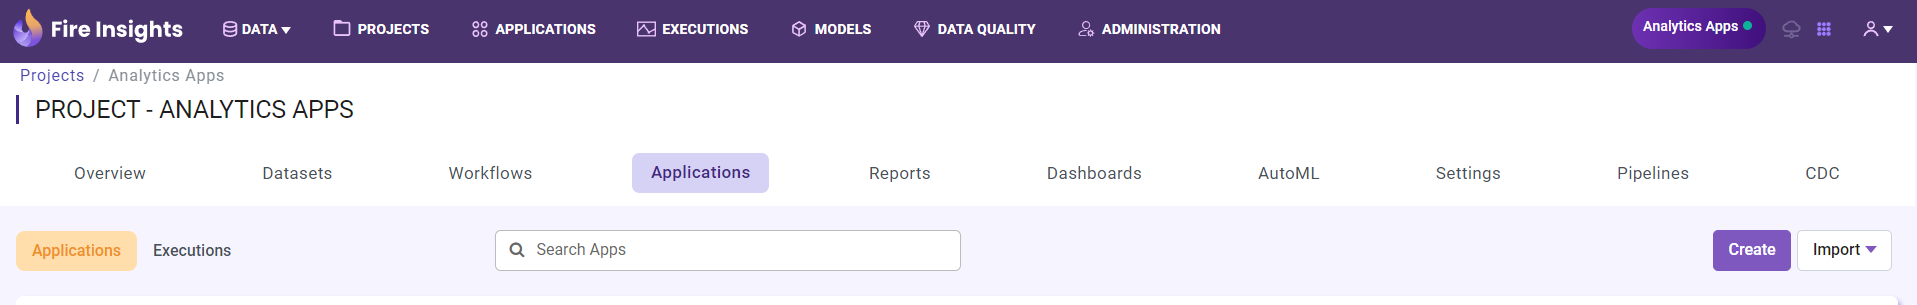 Fire Insights DATA PROJECTS APPLICATIONS EXECUTIONS MODELS DATA QUALITY ADMINISTRATION Analytics Apps
Projects / Analytics Apps
PROJECT - ANALYTICS APPS
Overview Datasets Workflows Applications Reports Dashboards AutoML Settings Pipelines CDC
Applications Executions Search Apps Create Import